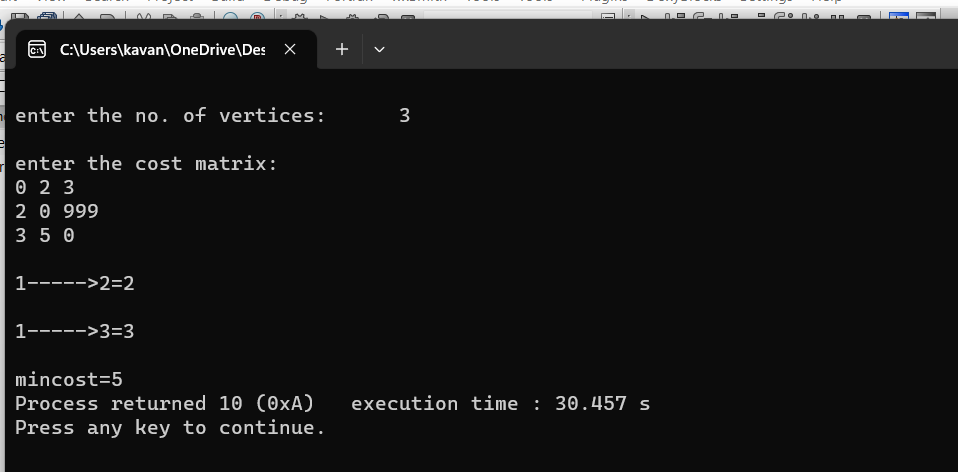 C:\Users\kavan\OneDrive\Des
enter the no. of vertices:      3
enter the cost matrix:
0 2 3
2 0 999
3 5 0
1----->2=2
1----->3=3
mincost=5
Process returned 10 (0xA)   execution time : 30.457 s
Press any key to continue.